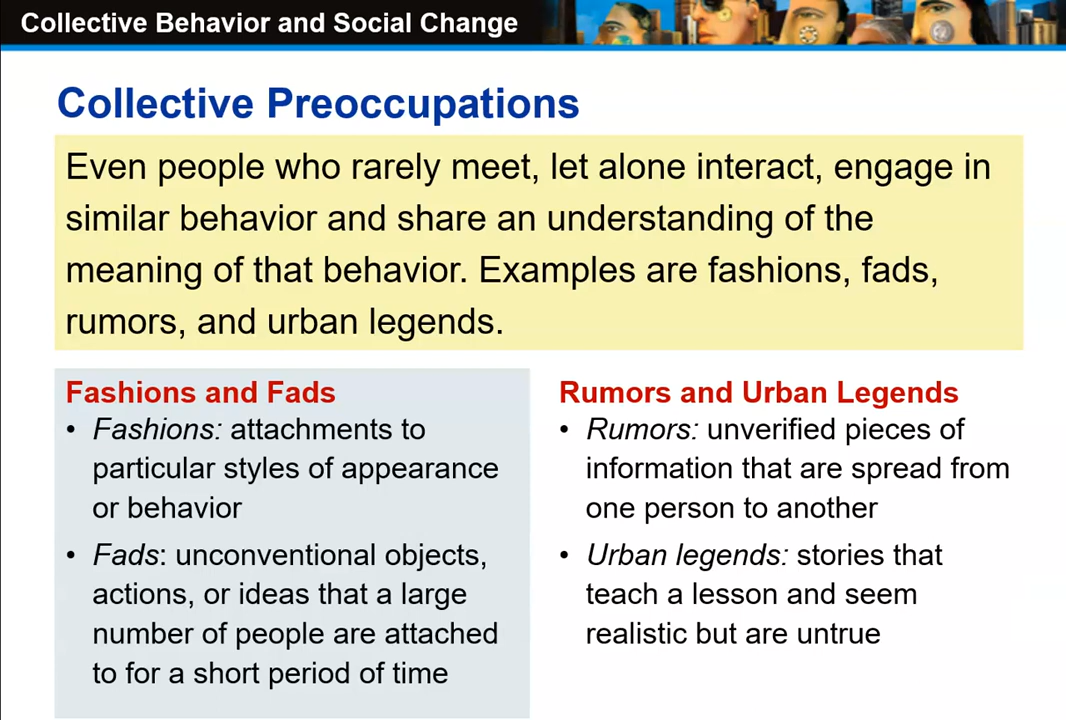 Collective Behavior and Social Change
Collective Preoccupations
Even people who rarely meet, let alone interact, engage in
similar behavior and share an understanding of the
meaning of that behavior. Examples are fashions, fads,
rumors, and urban legends.
Fashions and Fads
• Fashions: attachments to
particular styles of appearance
or behavior
• Fads: unconventional objects,
actions, or ideas that a large
number of people are attached
to for a short period of time
Rumors and Urban Legends
• Rumors: unverified pieces of
information that are spread from
one person to another
• Urban legends: stories that
teach a lesson and seem
realistic but are untrue